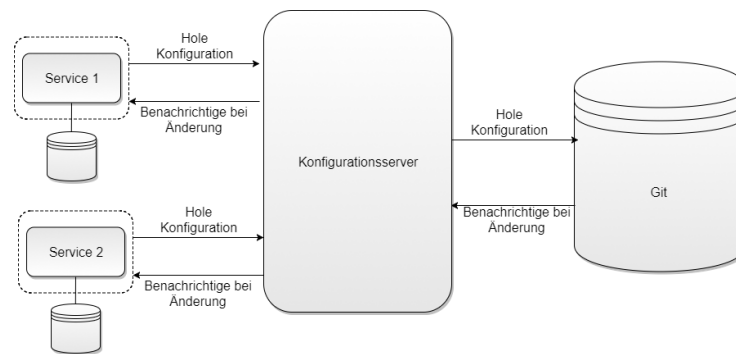 Service 1
Hole
Konfiguration
Benachrichtige bei
Änderung
Konfigurationsserver
Hole
Konfiguration
Git
Benachrichtige bei
Änderung
Service 2
Hole
Konfiguration
Benachrichtige bei
Änderung